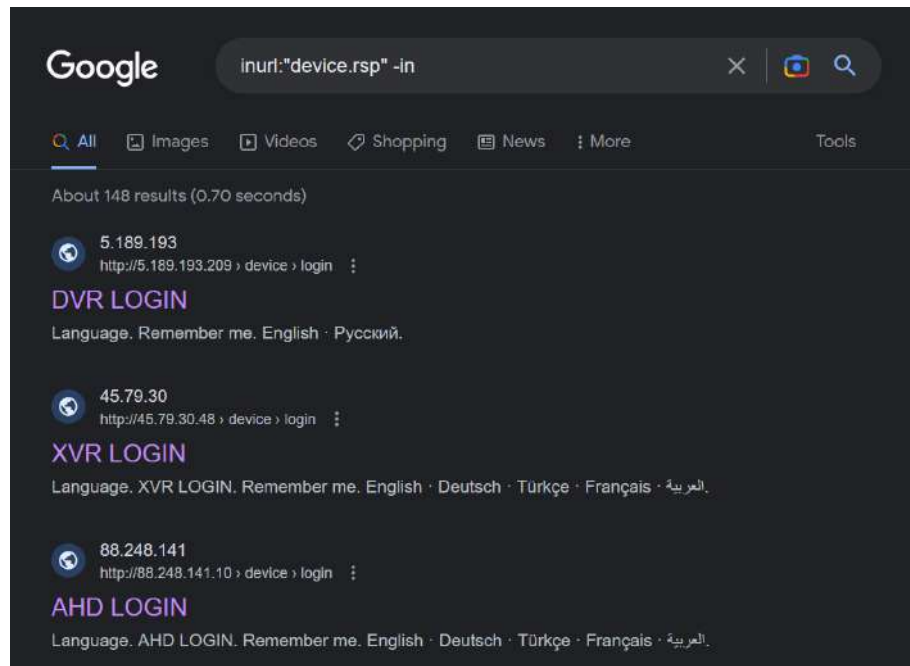 Google
inurl:"device.rsp" -in
All Images Videos Shopping News More Tools
About 148 results (0.70 seconds)
5.189.193
http://5.189.193.209 › device › login
DVR LOGIN
Language. Remember me. English · Русский.
45.79.30
http://45.79.30.48 › device › login
XVR LOGIN
Language. XVR LOGIN. Remember me. English · Deutsch · Türkçe · Français · العربية.
88.248.141
http://88.248.141.10 › device › login
AHD LOGIN
Language. AHD LOGIN. Remember me. English · Deutsch · Türkçe · Français · العربية.